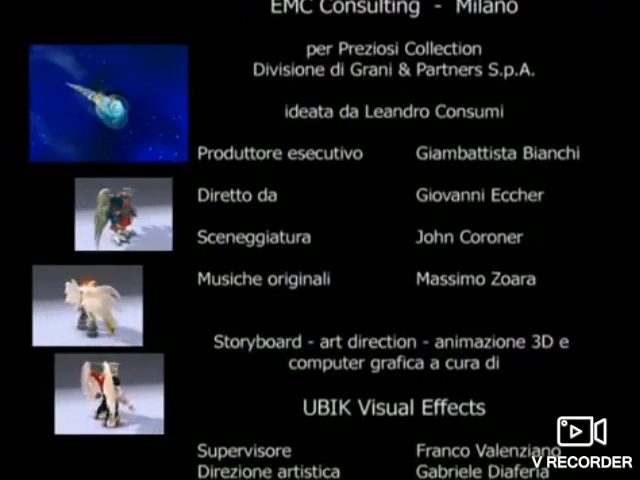 EMC Consulting - Milano
per Preziosi Collection
Divisione di Grani & Partners S.p.A.
ideata da Leandro Consumi
Produttore esecutivo Giambattista Bianchi
Diretto da Giovanni Eccher
Sceneggiatura John Coroner
Musiche originali Massimo Zoara
Storyboard - art direction - animazione 3D e
computer grafica a cura di
UBIK Visual Effects
Supervisore Franco Valenziano
Direzione artistica Gabriele Diaferia
V RECORDER